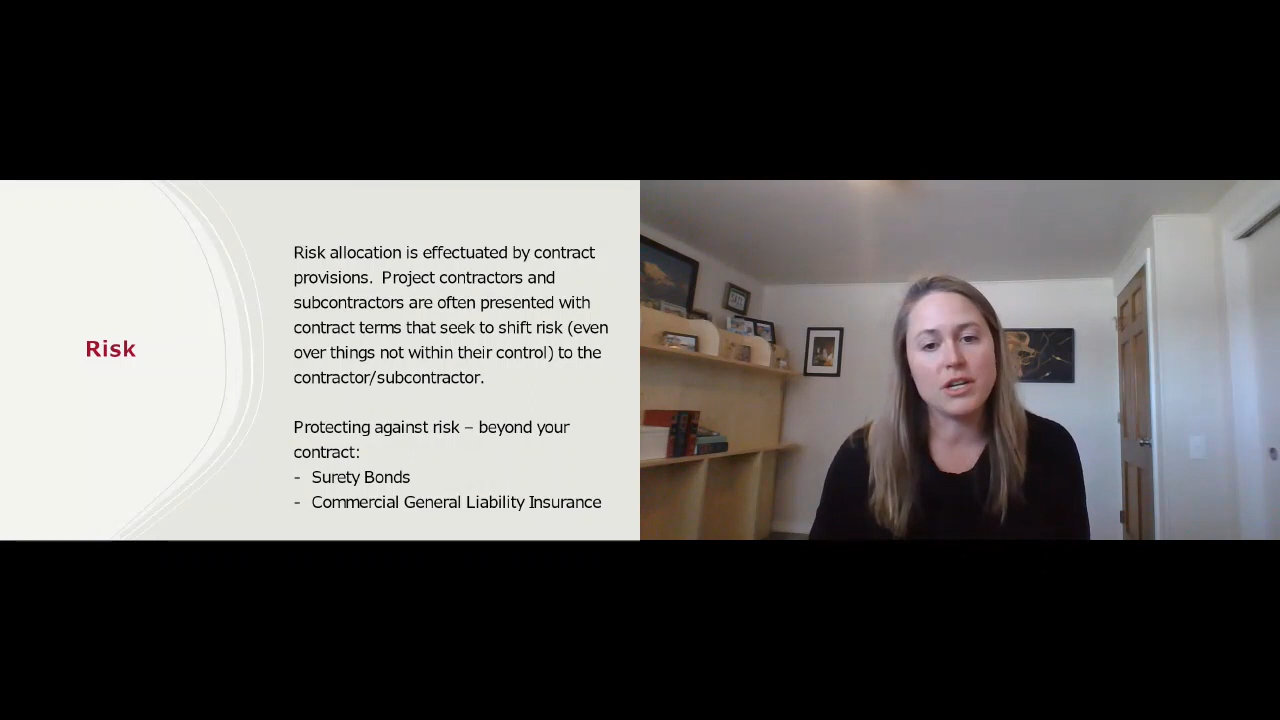 Risk
Risk allocation is effectuated by contract
provisions.  Project contractors and
subcontractors are often presented with
contract terms that seek to shift risk (even
over things not within their control) to the
contractor/subcontractor.
Protecting against risk – beyond your
contract:
- Surety Bonds
- Commercial General Liability Insurance